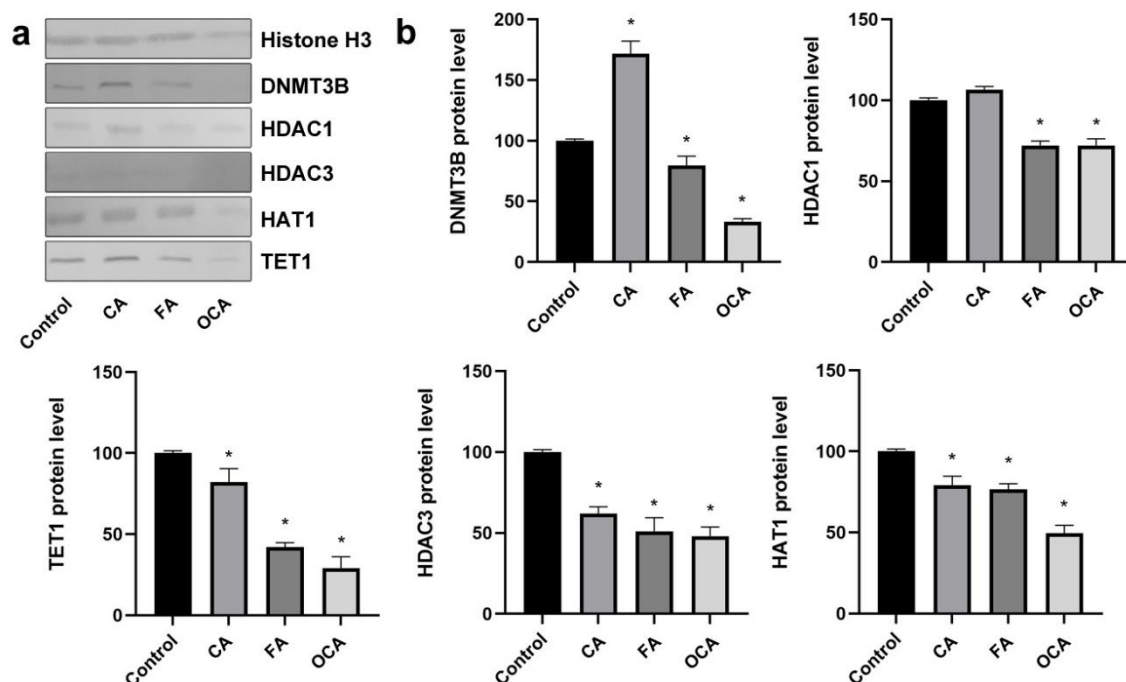 a
Histone H3
DNMT3B
HDAC1
HDAC3
HAT1
TET1
Control
CA
FA
OCA
b
DNMT3B protein level
200
150
100
50
0
*
*
*
Control
CA
FA
OCA
HDAC1 protein level
150
100
50
0
*
*
Control
CA
FA
OCA
TET1 protein level
150
100
50
0
*
*
*
Control
CA
FA
OCA
HDAC3 protein level
150
100
50
0
*
*
*
Control
CA
FA
OCA
HAT1 protein level
150
100
50
0
*
*
*
Control
CA
FA
OCA